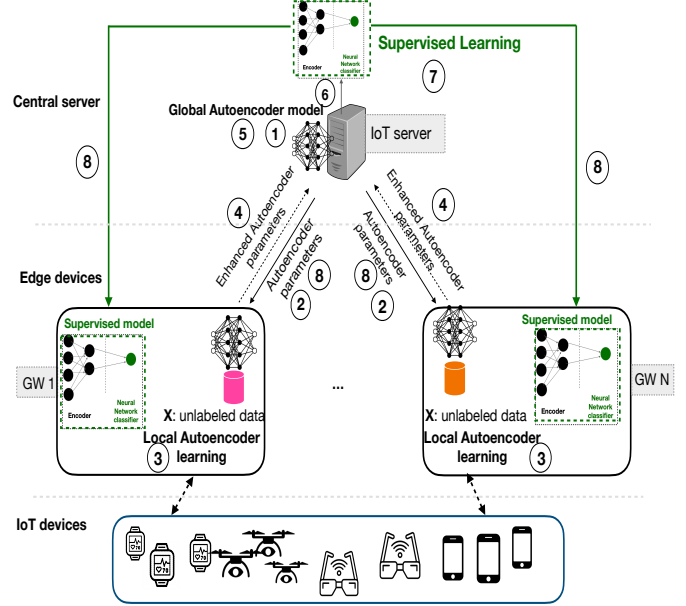 Encoder
Neural
Network
classifier
Supervised Learning
6
7
Central server
Global Autoencoder model
5
1
IoT server
8
8
4
Enhanced Autoencoder
parameters
Autoencoder
parameters
8
2
Enhanced Autoencoder
parameters
4
Autoencoder
parameters
8
2
Edge devices
Supervised model
Encoder
Neural
Network
classifier
GW 1
X: unlabeled data
Local Autoencoder
learning
3
...
Supervised model
Encoder
Neural
Network
classifier
GW N
X: unlabeled data
Local Autoencoder
learning
3
IoT devices